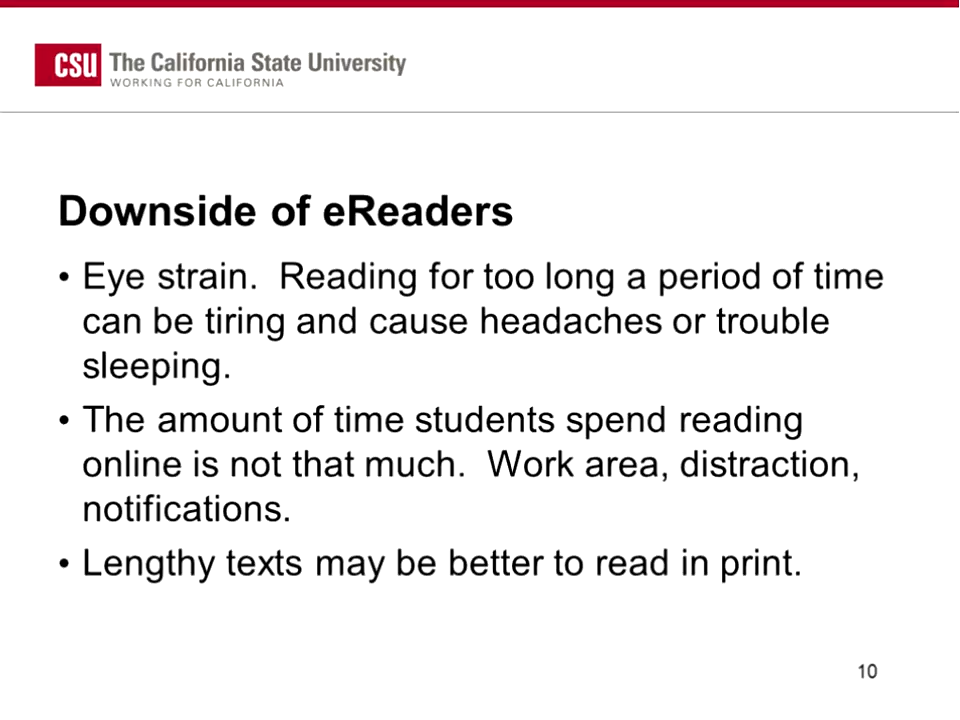 CSU The California State University
WORKING FOR CALIFORNIA
Downside of eReaders
• Eye strain.  Reading for too long a period of time
can be tiring and cause headaches or trouble
sleeping.
• The amount of time students spend reading
online is not that much.  Work area, distraction,
notifications.
• Lengthy texts may be better to read in print.
10